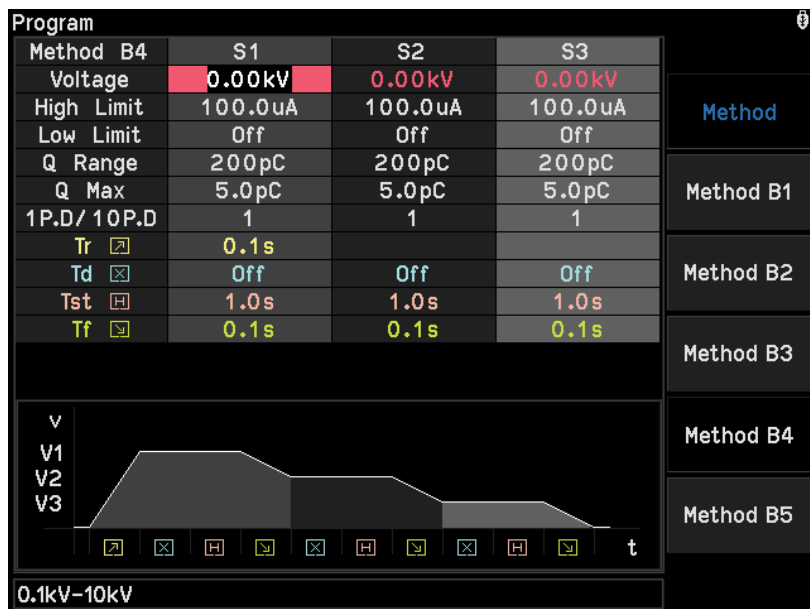 Program
Method B4 S1 S2 S3
Voltage 0.00kV 0.00kV 0.00kV
High Limit 100.0uA 100.0uA 100.0uA
Low Limit Off Off Off
Q Range 200pC 200pC 200pC
Q Max 5.0pC 5.0pC 5.0pC
1P.D/10P.D 1 1 1
Tr 0.1s
Td Off Off Off
Tst H 1.0s 1.0s 1.0s
Tf 0.1s 0.1s 0.1s
v
V1
V2
V3
H H H t
0.1kV-10kV
Method
Method B1
Method B2
Method B3
Method B4
Method B5